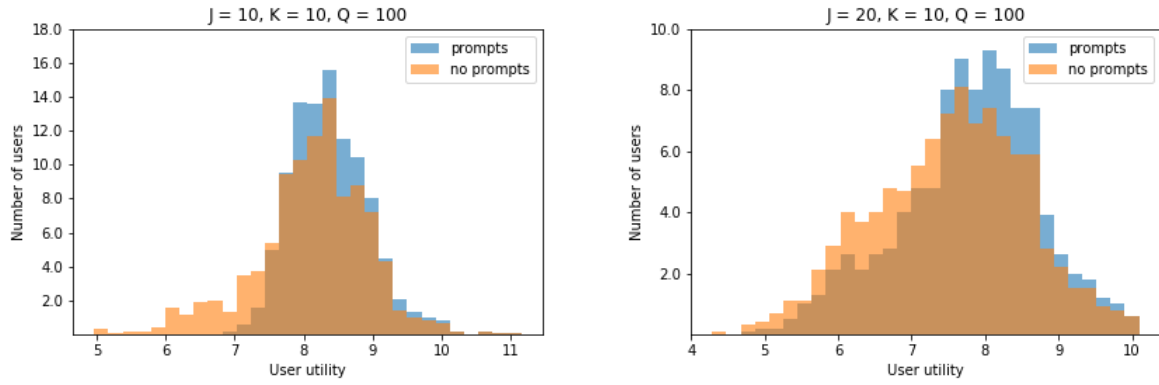 J = 10, K = 10, Q = 100
18.0
16.0
14.0
12.0
10.0
8.0
6.0
4.0
2.0
Number of users
prompts
no prompts
5 6 7 8 9 10 11
User utility
J = 20, K = 10, Q = 100
10.0
8.0
6.0
4.0
2.0
Number of users
prompts
no prompts
4 5 6 7 8 9 10
User utility